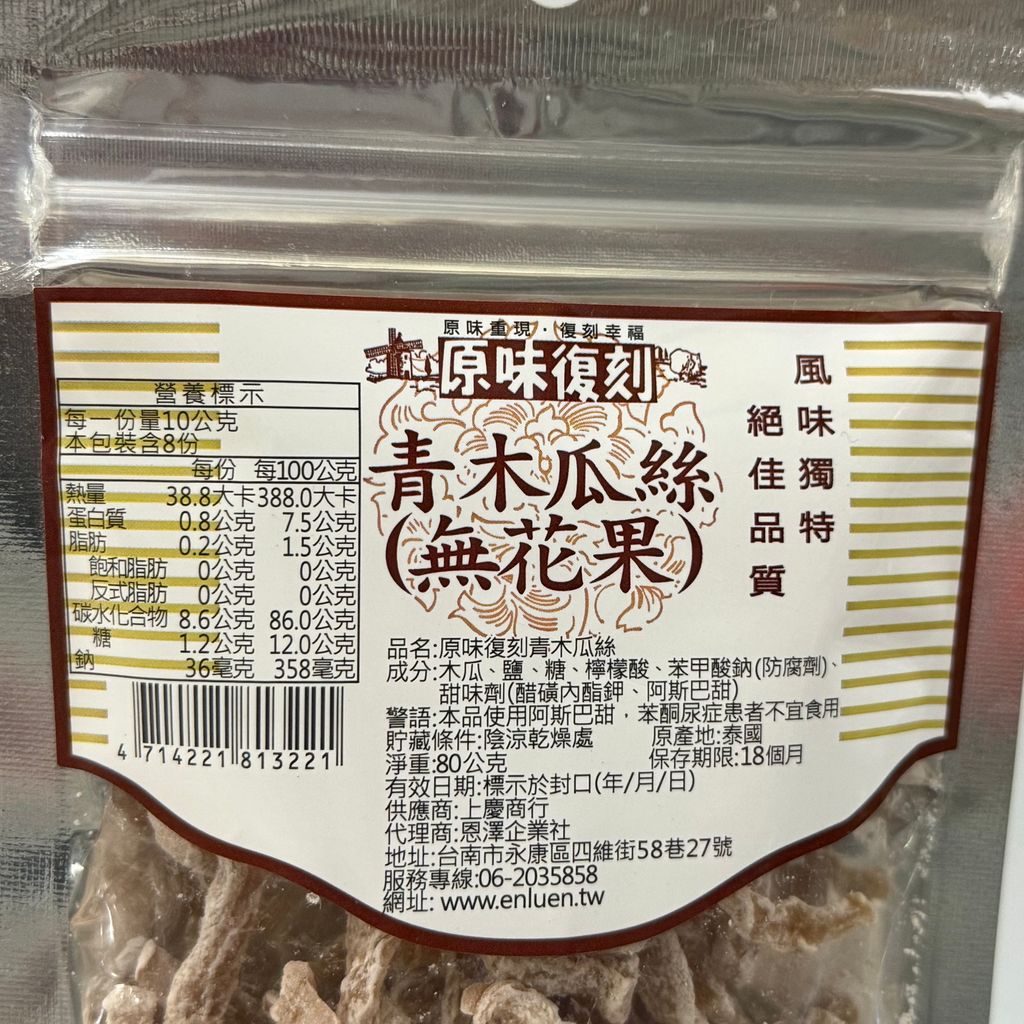 原味重現・復刻幸福
原味復刻
青木瓜絲
(無花果)
風味獨特
絕佳品質
營養標示
每一份量10公克
本包裝含8份
每份 每100公克
熱量 38.8大卡 388.0大卡
蛋白質 0.8公克 7.5公克
脂肪 0.2公克 1.5公克
飽和脂肪 0公克 0公克
反式脂肪 0公克 0公克
碳水化合物 8.6公克 86.0公克
糖 1.2公克 12.0公克
鈉 36毫克 358毫克
4 714221 813221
品名:原味復刻青木瓜絲
成分:木瓜、鹽、糖、檸檬酸、苯甲酸鈉(防腐劑)、
甜味劑(醋磺內酯鉀、阿斯巴甜)
警語:本品使用阿斯巴甜，苯酮尿症患者不宜食用
貯藏條件:陰涼乾燥處 原產地:泰國
淨重:80公克 保存期限:18個月
有效日期:標示於封口(年/月/日)
供應商:上慶商行
代理商:恩澤企業社
地址:台南市永康區四維街58巷27號
服務專線:06-2035858
網址: www.enluen.tw